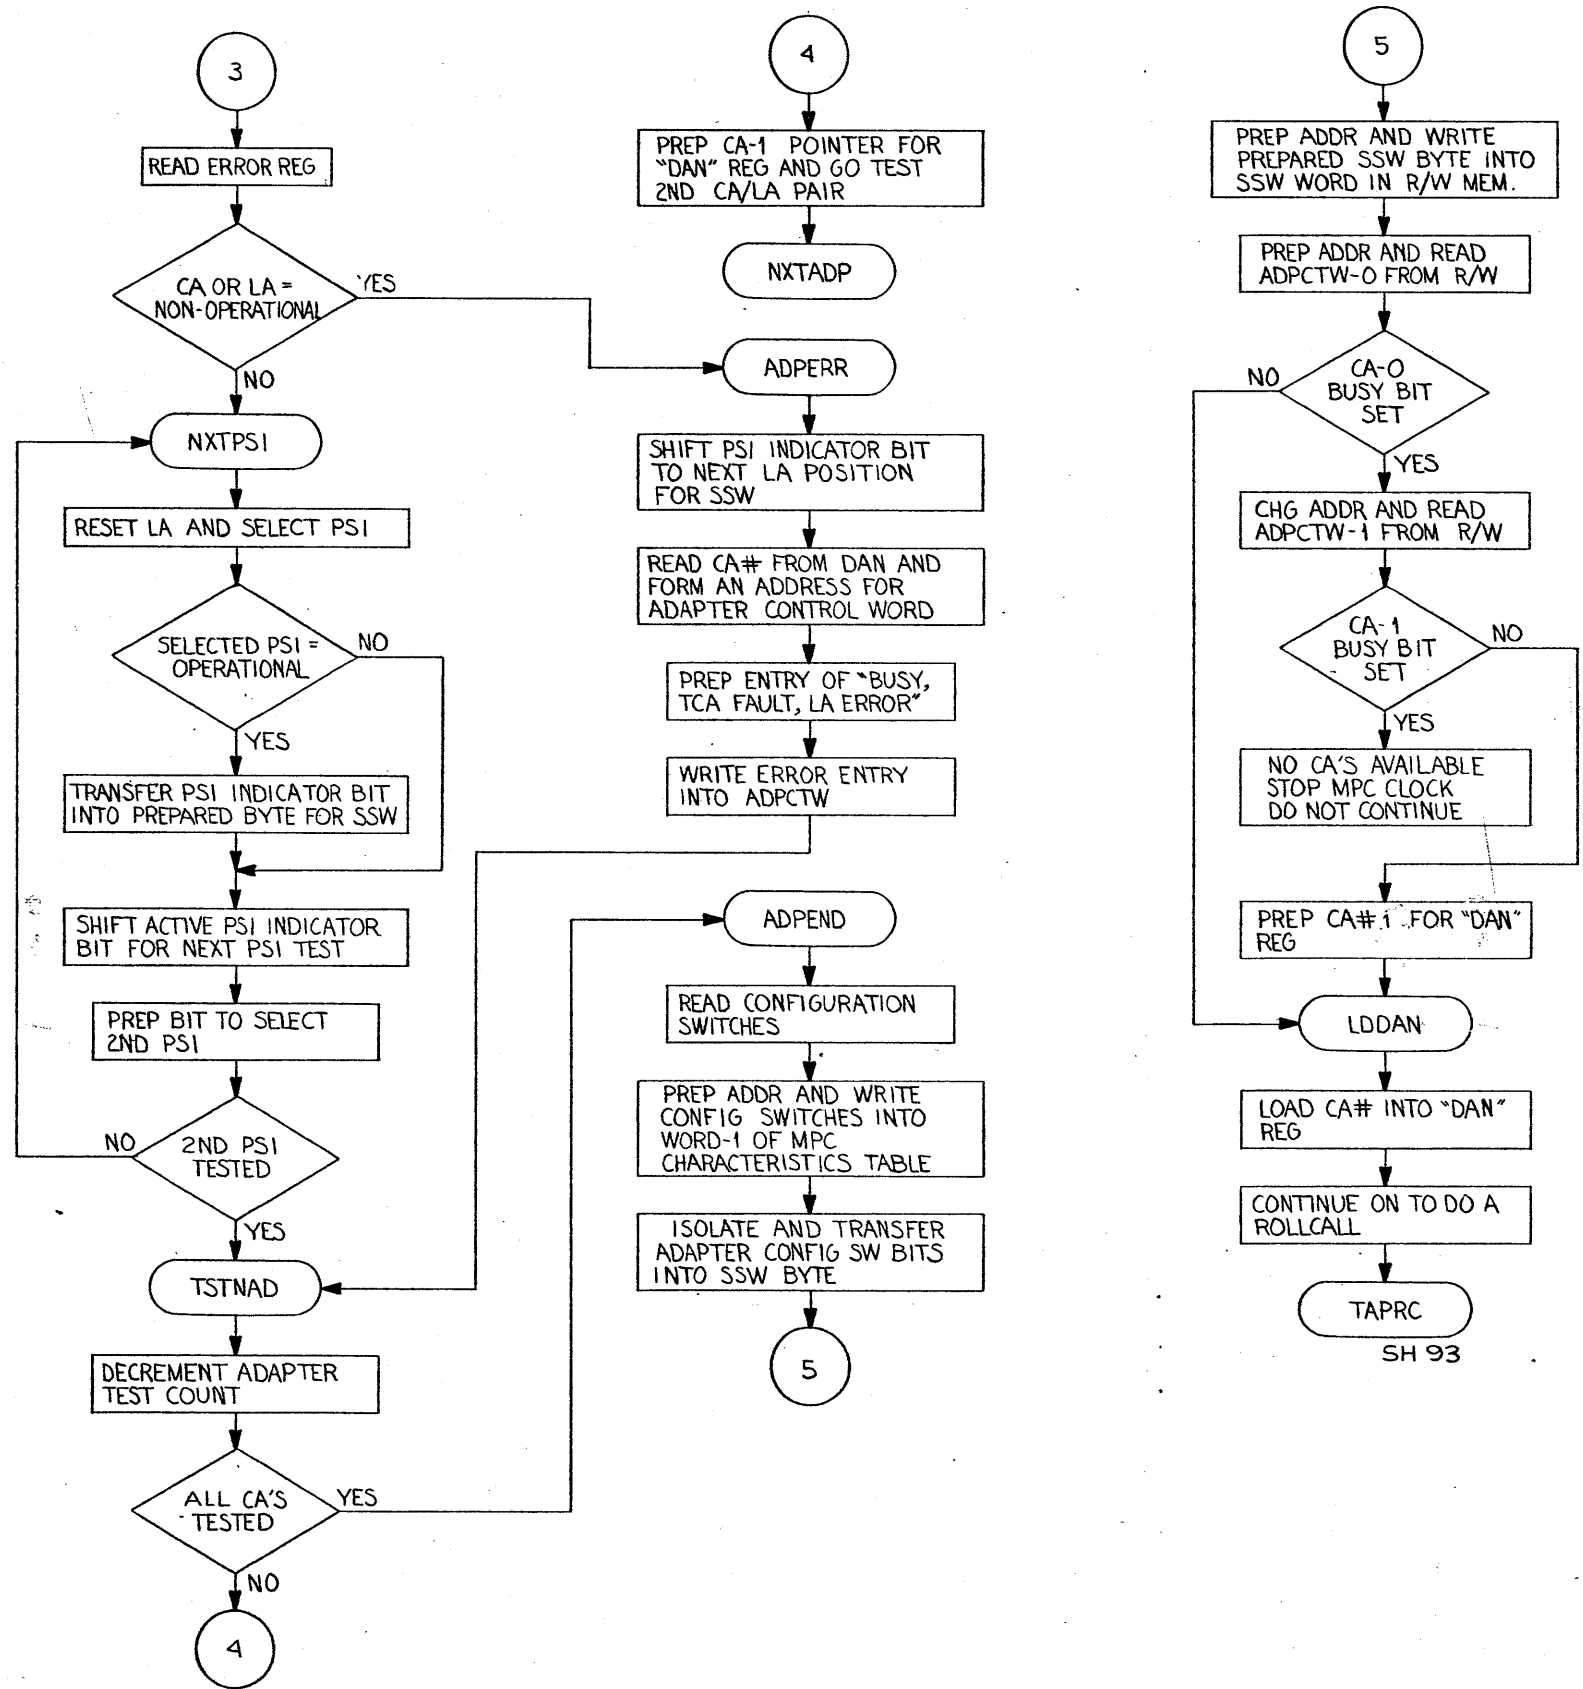 3
READ ERROR REG
CA OR LA =
NON-OPERATIONAL
YES
NO
NXTPSI
RESET LA AND SELECT PSI
SELECTED PSI =
OPERATIONAL
NO
YES
TRANSFER PSI INDICATOR BIT
INTO PREPARED BYTE FOR SSW
SHIFT ACTIVE PSI INDICATOR
BIT FOR NEXT PSI TEST
PREP BIT TO SELECT
2ND PSI
NO
2ND PSI
TESTED
YES
TSTNAD
DECREMENT ADAPTER
TEST COUNT
ALL CA'S
TESTED
YES
NO
4
4
PREP CA-1 POINTER FOR
"DAN" REG AND GO TEST
2ND CA/LA PAIR
NXTADP
ADPERR
SHIFT PSI INDICATOR BIT
TO NEXT LA POSITION
FOR SSW
READ CA# FROM DAN AND
FORM AN ADDRESS FOR
ADAPTER CONTROL WORD
PREP ENTRY OF "BUSY,
TCA FAULT, LA ERROR"
WRITE ERROR ENTRY
INTO ADPCTW
ADPEND
READ CONFIGURATION
SWITCHES
PREP ADDR AND WRITE
CONFIG SWITCHES INTO
WORD-1 OF MPC
CHARACTERISTICS TABLE
ISOLATE AND TRANSFER
ADAPTER CONFIG SW BITS
INTO SSW BYTE
5
5
PREP ADDR AND WRITE
PREPARED SSW BYTE INTO
SSW WORD IN R/W MEM.
PREP ADDR AND READ
ADPCTW-0 FROM R/W
NO
CA-0
BUSY BIT
SET
YES
CHG ADDR AND READ
ADPCTW-1 FROM R/W
CA-1
BUSY BIT
SET
NO
YES
NO CA'S AVAILABLE
STOP MPC CLOCK
DO NOT CONTINUE
PREP CA# 1 FOR "DAN"
REG
LDDAN
LOAD CA# INTO "DAN"
REG
CONTINUE ON TO DO A
ROLLCALL
TAPRC
SH 93